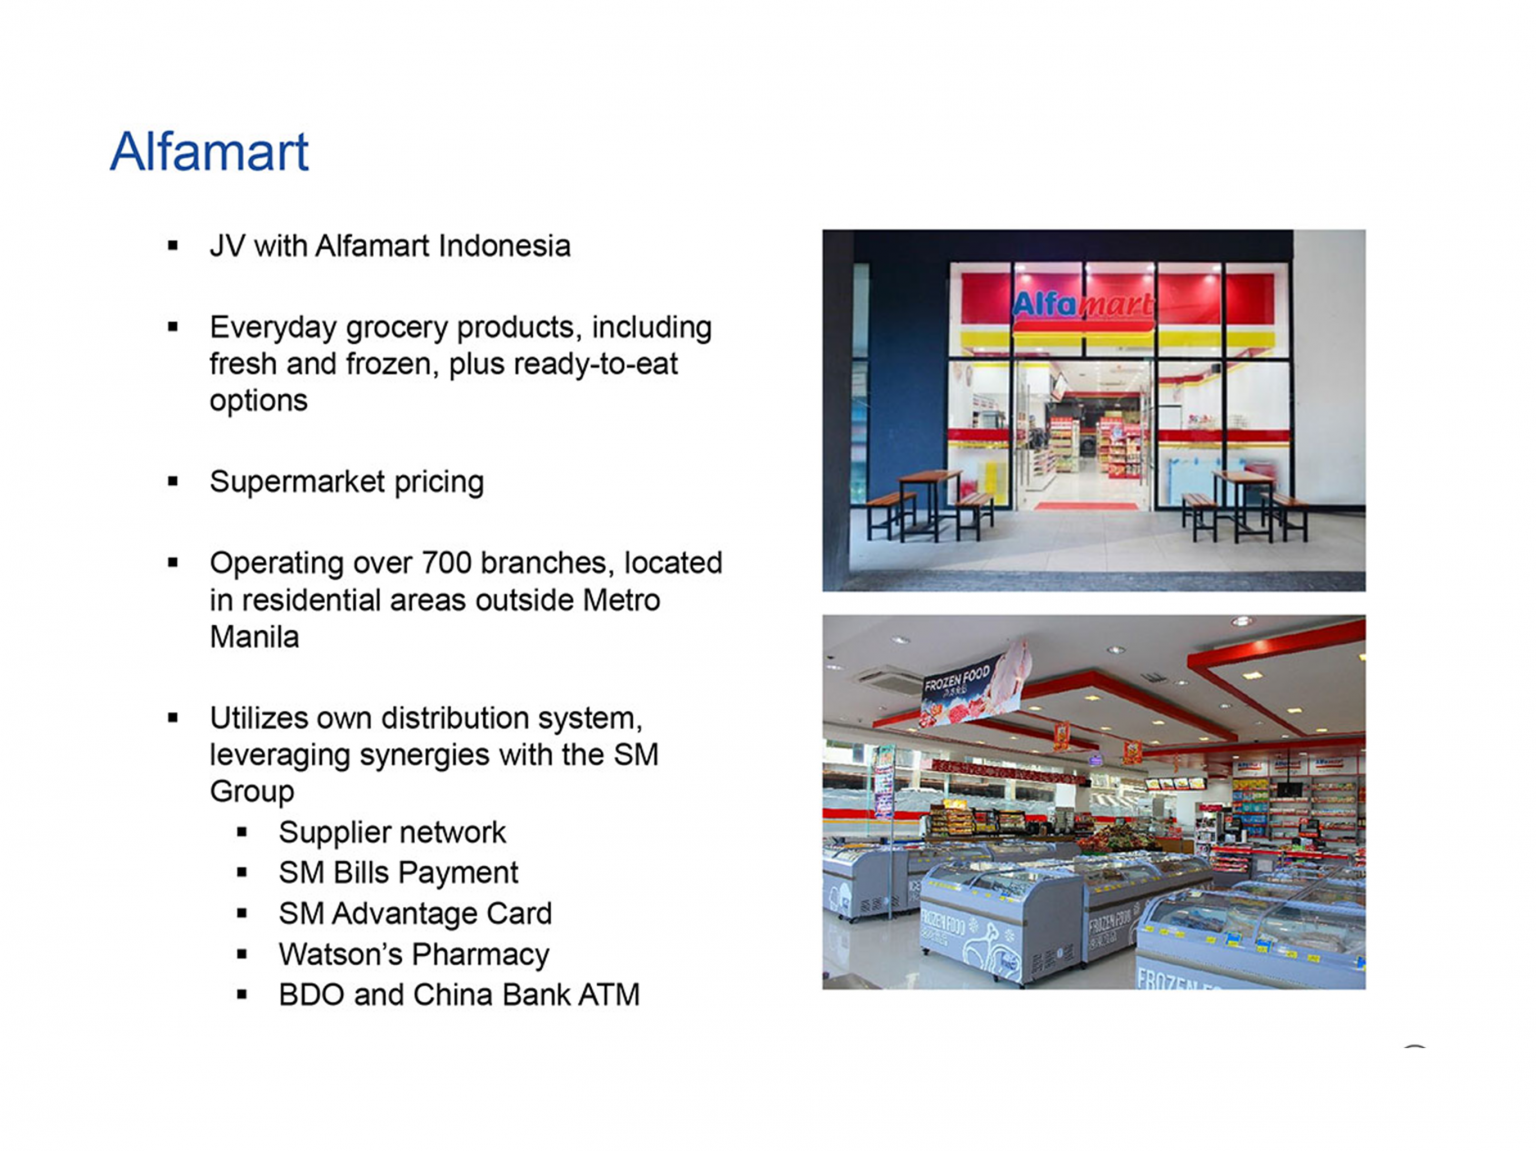 Alfamart
▪ JV with Alfamart Indonesia
▪ Everyday grocery products, including
fresh and frozen, plus ready-to-eat
options
▪ Supermarket pricing
▪ Operating over 700 branches, located
in residential areas outside Metro
Manila
▪ Utilizes own distribution system,
leveraging synergies with the SM
Group
▪ Supplier network
▪ SM Bills Payment
▪ SM Advantage Card
▪ Watson’s Pharmacy
▪ BDO and China Bank ATM
Alfamart
FROZEN FOOD
FROZEN FOOD
FROZEN FOOD